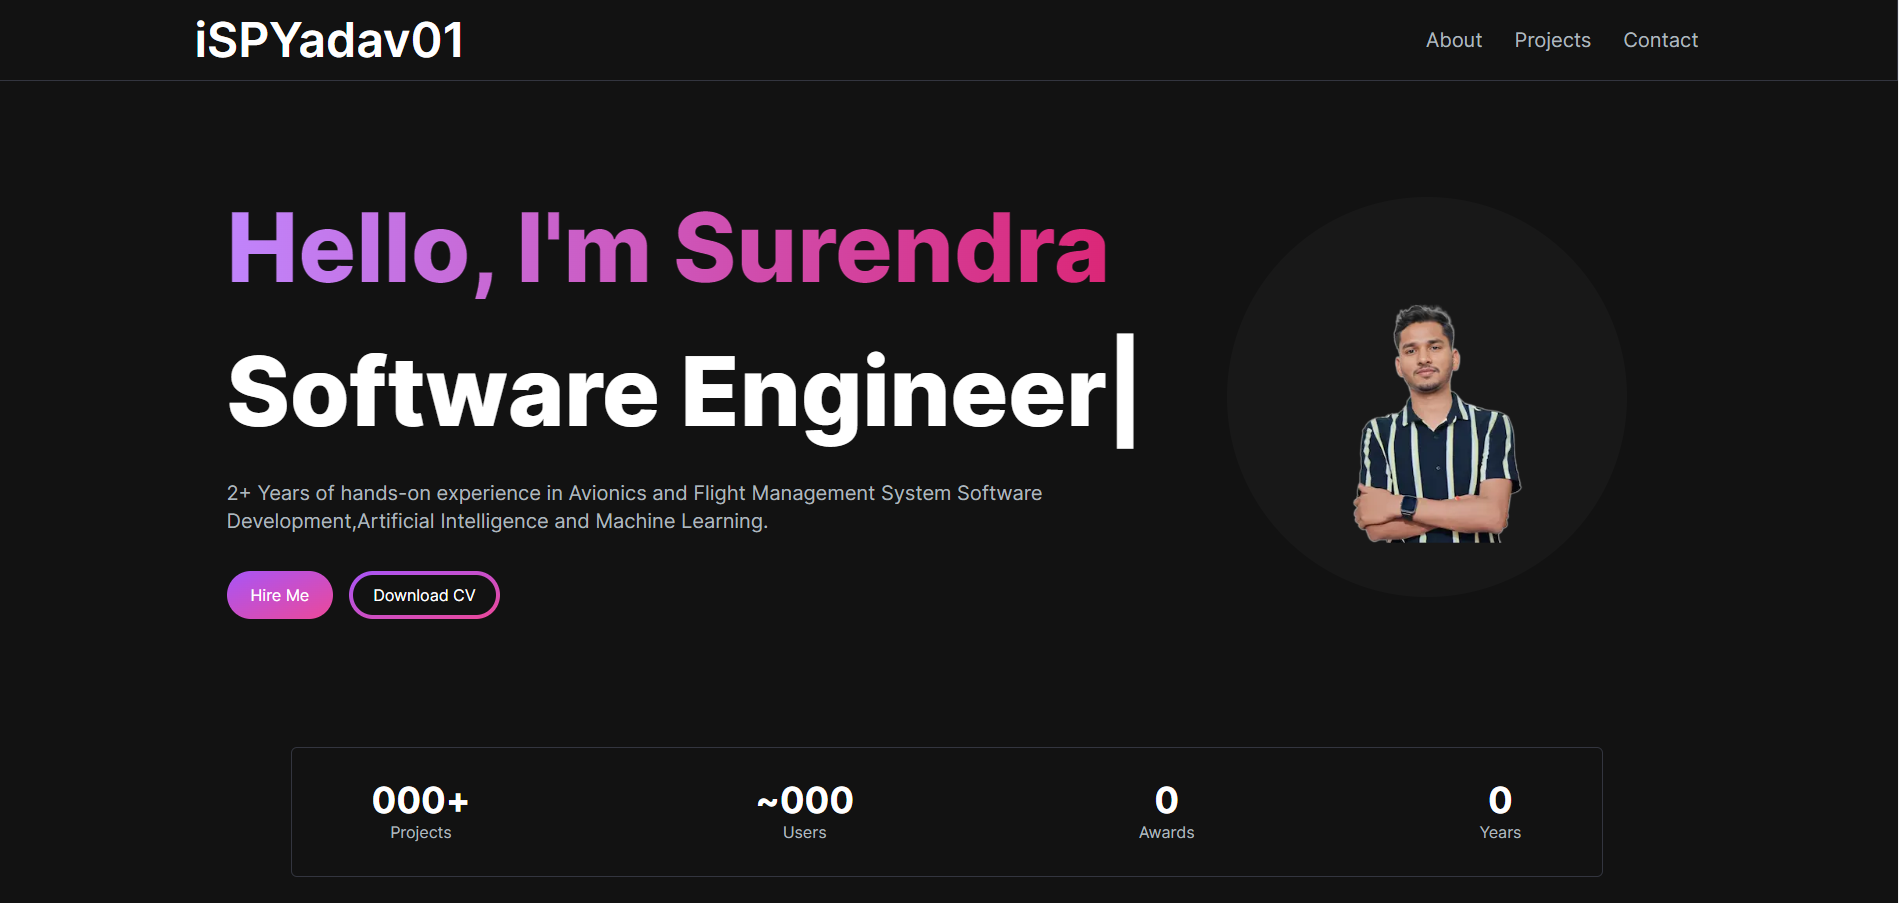 iSPYadav01
About Projects Contact
Hello, I'm Surendra
Software Engineer
2+ Years of hands-on experience in Avionics and Flight Management System Software
Development,Artificial Intelligence and Machine Learning.
Hire Me Download CV
000+ ~000 0 0
Projects Users Awards Years